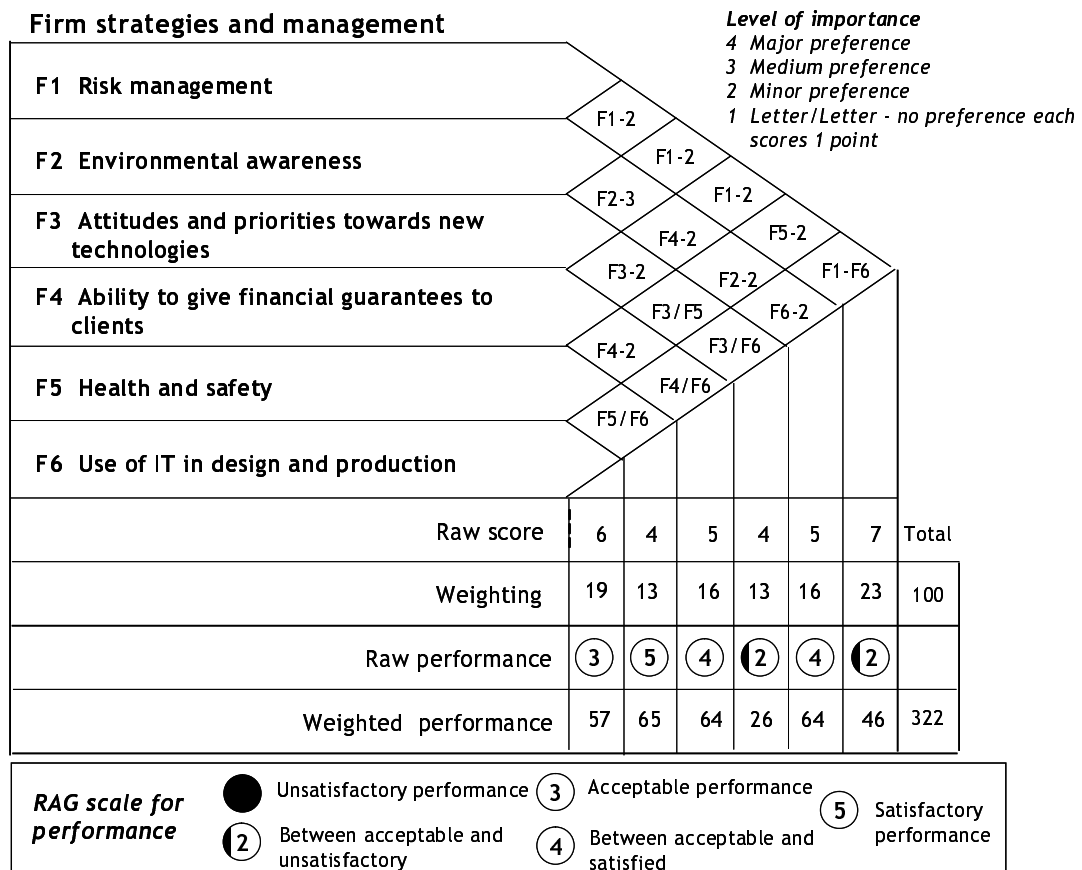 Firm strategies and management
Level of importance
4 Major preference
3 Medium preference
2 Minor preference
1 Letter/Letter - no preference each
scores 1 point
F1 Risk management
F1-2
F2 Environmental awareness
F1-2
F2-3
F1-2
F3 Attitudes and priorities towards new
technologies
F4-2
F5-2
F3-2
F2-2
F1-F6
F4 Ability to give financial guarantees to
clients
F3/F5
F6-2
F4-2
F3/F6
F5 Health and safety
F4/F6
F5/F6
F6 Use of IT in design and production
Raw score 6 4 5 4 5 7 Total
Weighting 19 13 16 13 16 23 100
Raw performance 3 5 4 2 4 2
Weighted performance 57 65 64 26 64 46 322
RAG scale for
performance
Unsatisfactory performance
2 Between acceptable and
unsatisfactory
3 Acceptable performance
4 Between acceptable and
satisfied
5 Satisfactory
performance